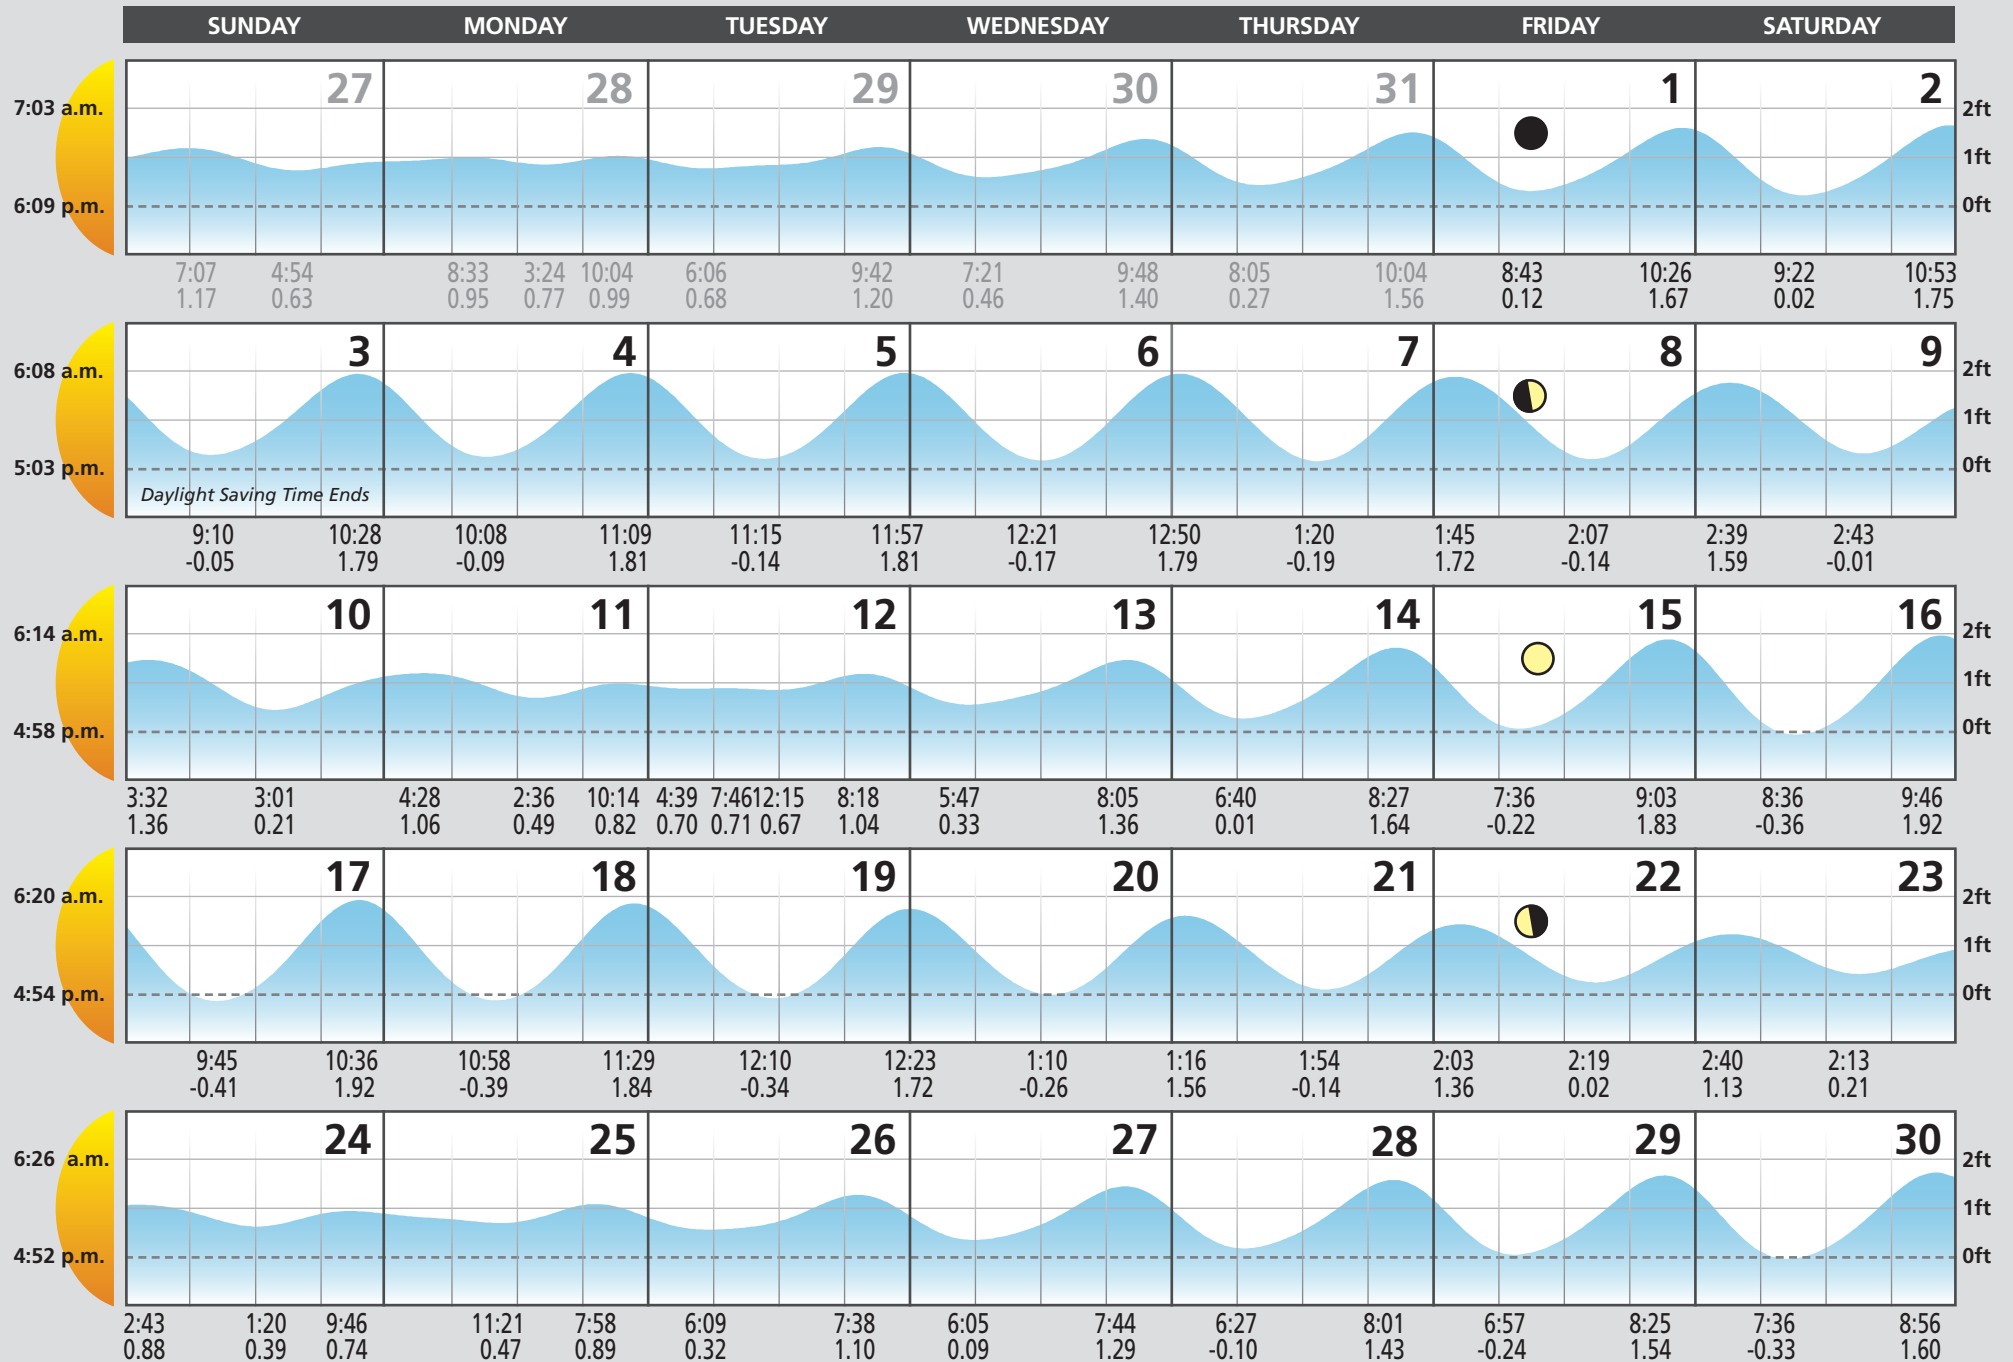 SUNDAY MONDAY TUESDAY WEDNESDAY THURSDAY FRIDAY SATURDAY
27 28 29 30 31 1 2
7:03 a.m. 2ft
1ft
6:09 p.m. 0ft
7:07 4:54 8:33 3:24 10:04 6:06 9:42 7:21 9:48 8:05 10:04 8:43 10:26 9:22 10:53
1.17 0.63 0.95 0.77 0.99 0.68 1.20 0.46 1.40 0.27 1.56 0.12 1.67 0.02 1.75
3 4 5 6 7 8 9
6:08 a.m. 2ft
1ft
5:03 p.m. 0ft
Daylight Saving Time Ends
9:10 10:28 10:08 11:09 11:15 11:57 12:21 12:50 1:20 1:45 2:07 2:39 2:43
-0.05 1.79 -0.09 1.81 -0.14 1.81 -0.17 1.79 -0.19 1.72 -0.14 1.59 -0.01
10 11 12 13 14 15 16
6:14 a.m. 2ft
1ft
4:58 p.m. 0ft
3:32 3:01 4:28 2:36 10:14 4:39 7:46 12:15 8:18 5:47 8:05 6:40 8:27 7:36 9:03 8:36 9:46
1.36 0.21 1.06 0.49 0.82 0.70 0.71 0.67 1.04 0.33 1.36 0.01 1.64 -0.22 1.83 -0.36 1.92
17 18 19 20 21 22 23
6:20 a.m. 2ft
1ft
4:54 p.m. 0ft
9:45 10:36 10:58 11:29 12:10 12:23 1:10 1:16 1:54 2:03 2:19 2:40 2:13
-0.41 1.92 -0.39 1.84 -0.34 1.72 -0.26 1.56 -0.14 1.36 0.02 1.13 0.21
24 25 26 27 28 29 30
6:26 a.m. 2ft
1ft
4:52 p.m. 0ft
2:43 1:20 9:46 11:21 7:58 6:09 7:38 6:05 7:44 6:27 8:01 6:57 8:25 7:36 8:56
0.88 0.39 0.74 0.47 0.89 0.32 1.10 0.09 1.29 -0.10 1.43 -0.24 1.54 -0.33 1.60